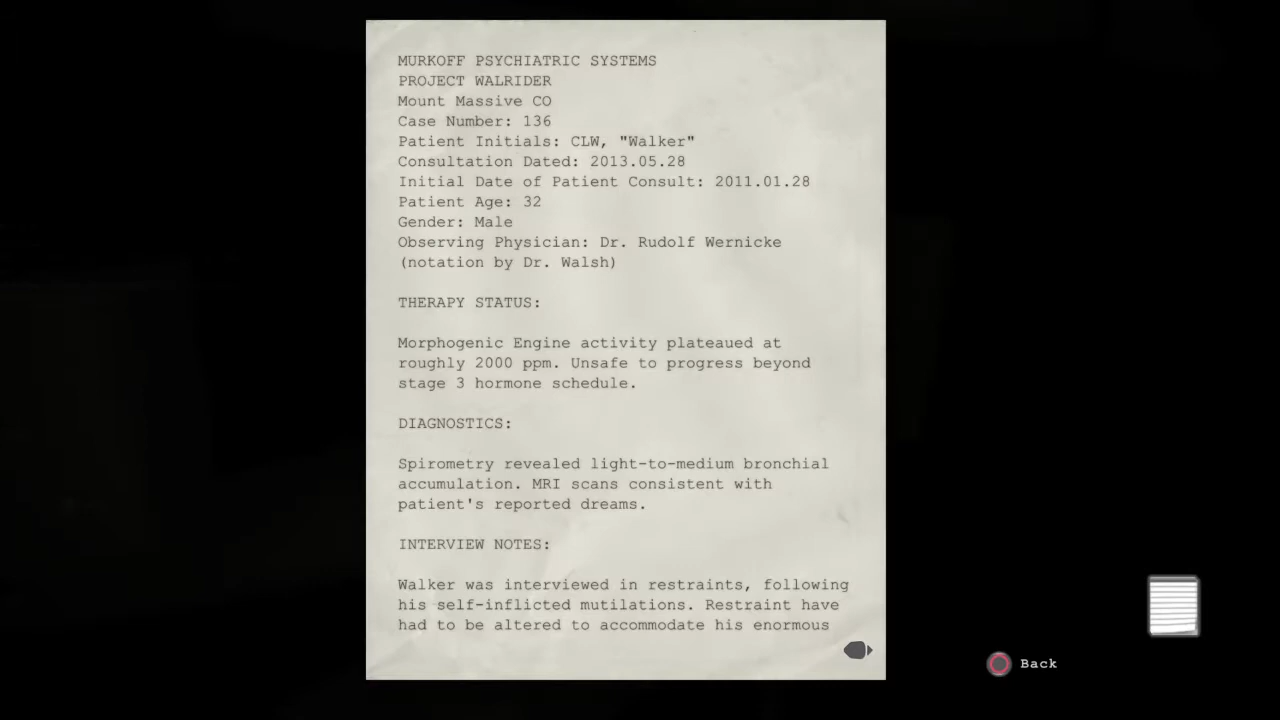 MURKOFF PSYCHIATRIC SYSTEMS
PROJECT WALRIDER
Mount Massive CO
Case Number: 136
Patient Initials: CLW, "Walker"
Consultation Dated: 2013.05.28
Initial Date of Patient Consult: 2011.01.28
Patient Age: 32
Gender: Male
Observing Physician: Dr. Rudolf Wernicke
(notation by Dr. Walsh)
THERAPY STATUS:
Morphogenic Engine activity plateaued at
roughly 2000 ppm. Unsafe to progress beyond
stage 3 hormone schedule.
DIAGNOSTICS:
Spirometry revealed light-to-medium bronchial
accumulation. MRI scans consistent with
patient's reported dreams.
INTERVIEW NOTES:
Walker was interviewed in restraints, following
his self-inflicted mutilations. Restraint have
had to be altered to accommodate his enormous
Back